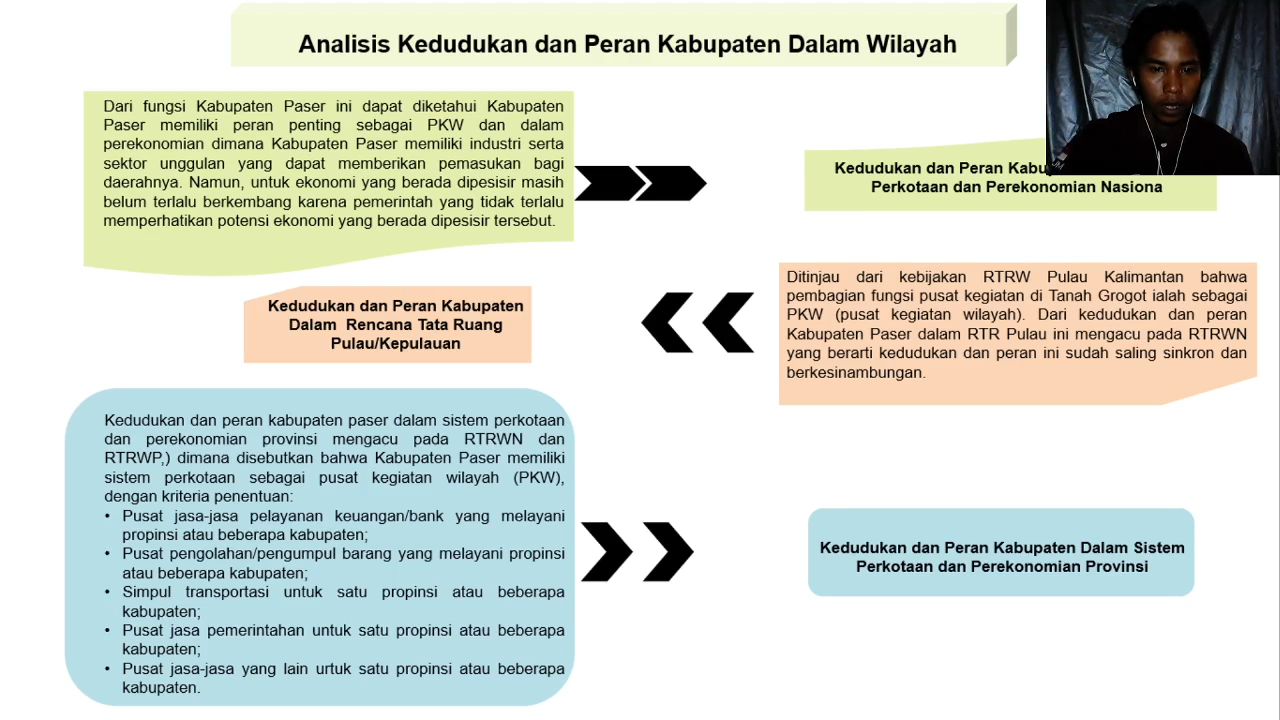 Analisis Kedudukan dan Peran Kabupaten Dalam Wilayah
Dari fungsi Kabupaten Paser ini dapat diketahui Kabupaten
Paser memiliki peran penting sebagai PKW dan dalam
perekonomian dimana Kabupaten Paser memiliki industri serta
sektor unggulan yang dapat memberikan pemasukan bagi
daerahnya. Namun, untuk ekonomi yang berada dipesisir masih
belum terlalu berkembang karena pemerintah yang tidak terlalu
memperhatikan potensi ekonomi yang berada dipesisir tersebut.
Kedudukan dan Peran
Perkotaan dan Perekonomian Nasiona
Ditinjau dari kebijakan RTRW Pulau Kalimantan bahwa
pembagian fungsi pusat kegiatan di Tanah Grogot ialah sebagai
PKW (pusat kegiatan wilayah). Dari kedudukan dan peran
Kabupaten Paser dalam RTR Pulau ini mengacu pada RTRWN
yang berarti kedudukan dan peran ini sudah saling sinkron dan
berkesinambungan.
Kedudukan dan Peran Kabupaten
Dalam Rencana Tata Ruang
Pulau/Kepulauan
Kedudukan dan peran kabupaten paser dalam sistem perkotaan
dan perekonomian provinsi mengacu pada RTRWN dan
RTRWP,) dimana disebutkan bahwa Kabupaten Paser memiliki
sistem perkotaan sebagai pusat kegiatan wilayah (PKW),
dengan kriteria penentuan:
• Pusat jasa-jasa pelayanan keuangan/bank yang melayani
propinsi atau beberapa kabupaten;
• Pusat pengolahan/pengumpul barang yang melayani propinsi
atau beberapa kabupaten;
• Simpul transportasi untuk satu propinsi atau beberapa
kabupaten;
• Pusat jasa pemerintahan untuk satu propinsi atau beberapa
kabupaten;
• Pusat jasa-jasa yang lain urtuk satu propinsi atau beberapa
kabupaten.
Kedudukan dan Peran Kabupaten Dalam Sistem
Perkotaan dan Perekonomian Provinsi